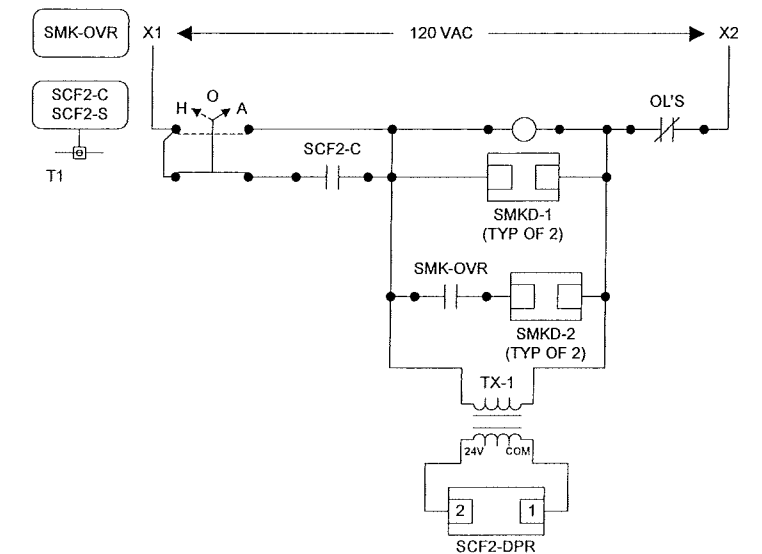 SMK-OVR
X1
120 VAC
X2
SCF2-C
SCF2-S
T1
H
O
A
OL'S
SCF2-C
SMKD-1
(TYP OF 2)
SMK-OVR
SMKD-2
(TYP OF 2)
TX-1
24V
COM
2
1
SCF2-DPR